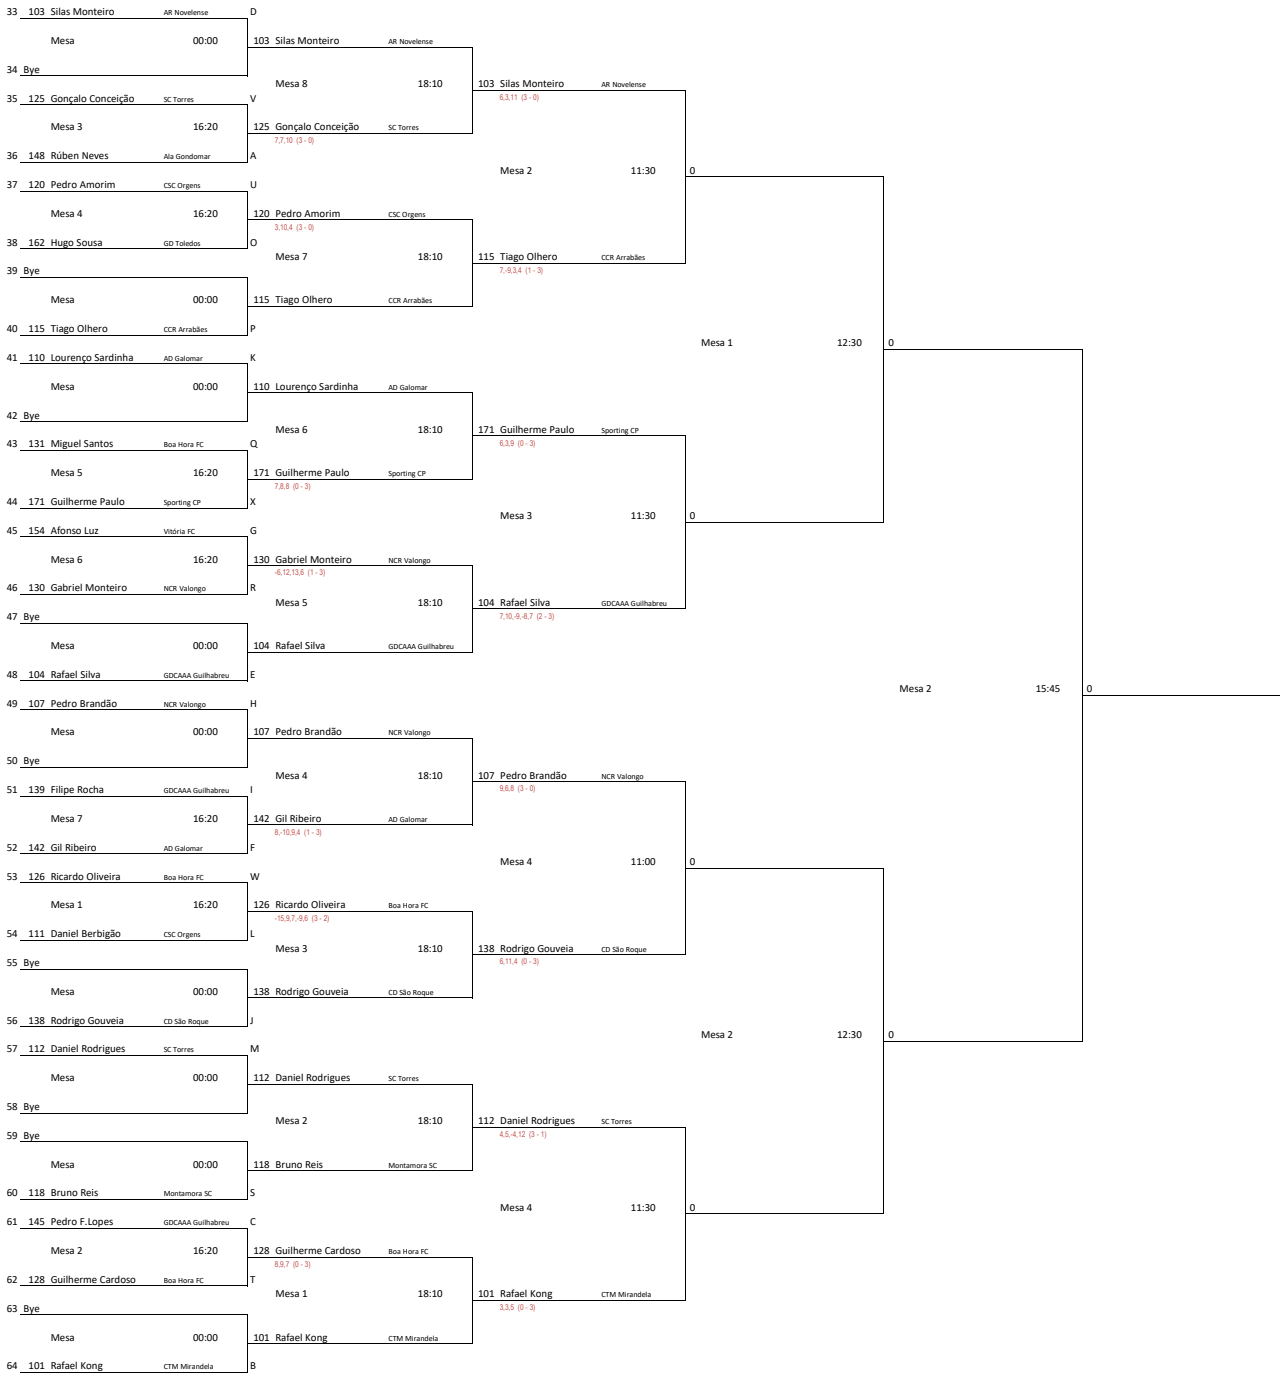 33 103 Silas Monteiro AR Novelense D
Mesa 00:00
34 Bye
35 125 Gonçalo Conceição SC Torres V
Mesa 3 16:20
36 148 Rúben Neves Ala Gondomar A
37 120 Pedro Amorim CSC Orgens U
Mesa 4 16:20
38 162 Hugo Sousa GD Toledos O
39 Bye
Mesa 00:00
40 115 Tiago Olhero CCR Arrabães P
41 110 Lourenço Sardinha AD Galomar K
Mesa 00:00
42 Bye
43 131 Miguel Santos Boa Hora FC Q
Mesa 5 16:20
44 171 Guilherme Paulo Sporting CP X
45 154 Afonso Luz Vitória FC G
Mesa 6 16:20
46 130 Gabriel Monteiro NCR Valongo R
47 Bye
Mesa 00:00
48 104 Rafael Silva GDCAAA Guilhabreu E
49 107 Pedro Brandão NCR Valongo H
Mesa 00:00
50 Bye
51 139 Filipe Rocha GDCAAA Guilhabreu I
Mesa 7 16:20
52 142 Gil Ribeiro AD Galomar F
53 126 Ricardo Oliveira Boa Hora FC W
Mesa 1 16:20
54 111 Daniel Berbigão CSC Orgens L
55 Bye
Mesa 00:00
56 138 Rodrigo Gouveia CD São Roque J
57 112 Daniel Rodrigues SC Torres M
Mesa 00:00
58 Bye
59 Bye
Mesa 00:00
60 118 Bruno Reis Montamora SC S
61 145 Pedro F.Lopes GDCAAA Guilhabreu C
Mesa 2 16:20
62 128 Guilherme Cardoso Boa Hora FC T
63 Bye
Mesa 00:00
64 101 Rafael Kong CTM Mirandela B
103 Silas Monteiro AR Novelense
Mesa 8 18:10
125 Gonçalo Conceição SC Torres
7,7,10 (3 - 0)
120 Pedro Amorim CSC Orgens
3,10,4 (3 - 0)
Mesa 7 18:10
115 Tiago Olhero CCR Arrabães
110 Lourenço Sardinha AD Galomar
Mesa 6 18:10
171 Guilherme Paulo Sporting CP
7,8,8 (0 - 3)
130 Gabriel Monteiro NCR Valongo
-6,12,13,6 (1 - 3)
Mesa 5 18:10
104 Rafael Silva GDCAAA Guilhabreu
107 Pedro Brandão NCR Valongo
Mesa 4 18:10
142 Gil Ribeiro AD Galomar
8,-10,9,4 (1 - 3)
126 Ricardo Oliveira Boa Hora FC
-15,9,7,-9,6 (3 - 2)
Mesa 3 18:10
138 Rodrigo Gouveia CD São Roque
112 Daniel Rodrigues SC Torres
Mesa 2 18:10
118 Bruno Reis Montamora SC
128 Guilherme Cardoso Boa Hora FC
8,9,7 (0 - 3)
Mesa 1 18:10
101 Rafael Kong CTM Mirandela
103 Silas Monteiro AR Novelense
6,3,11 (3 - 0)
Mesa 2 11:30
115 Tiago Olhero CCR Arrabães
7,-9,3,4 (1 - 3)
171 Guilherme Paulo Sporting CP
6,3,9 (0 - 3)
Mesa 3 11:30
104 Rafael Silva GDCAAA Guilhabreu
7,10,-9,-8,7 (2 - 3)
107 Pedro Brandão NCR Valongo
9,6,8 (3 - 0)
Mesa 4 11:00
138 Rodrigo Gouveia CD São Roque
6,11,4 (0 - 3)
112 Daniel Rodrigues SC Torres
4,5,-4,12 (3 - 1)
Mesa 4 11:30
101 Rafael Kong CTM Mirandela
3,3,5 (0 - 3)
0
Mesa 1 12:30
0
0
Mesa 2 12:30
0
0
Mesa 2 15:45
0
0